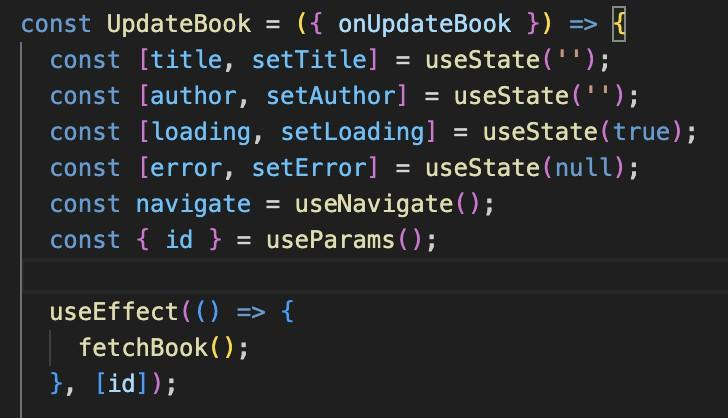 const UpdateBook = ({ onUpdateBook }) => {
  const [title, setTitle] = useState('');
  const [author, setAuthor] = useState('');
  const [loading, setLoading] = useState(true);
  const [error, setError] = useState(null);
  const navigate = useNavigate();
  const { id } = useParams();

  useEffect(() => {
    fetchBook();
  }, [id]);